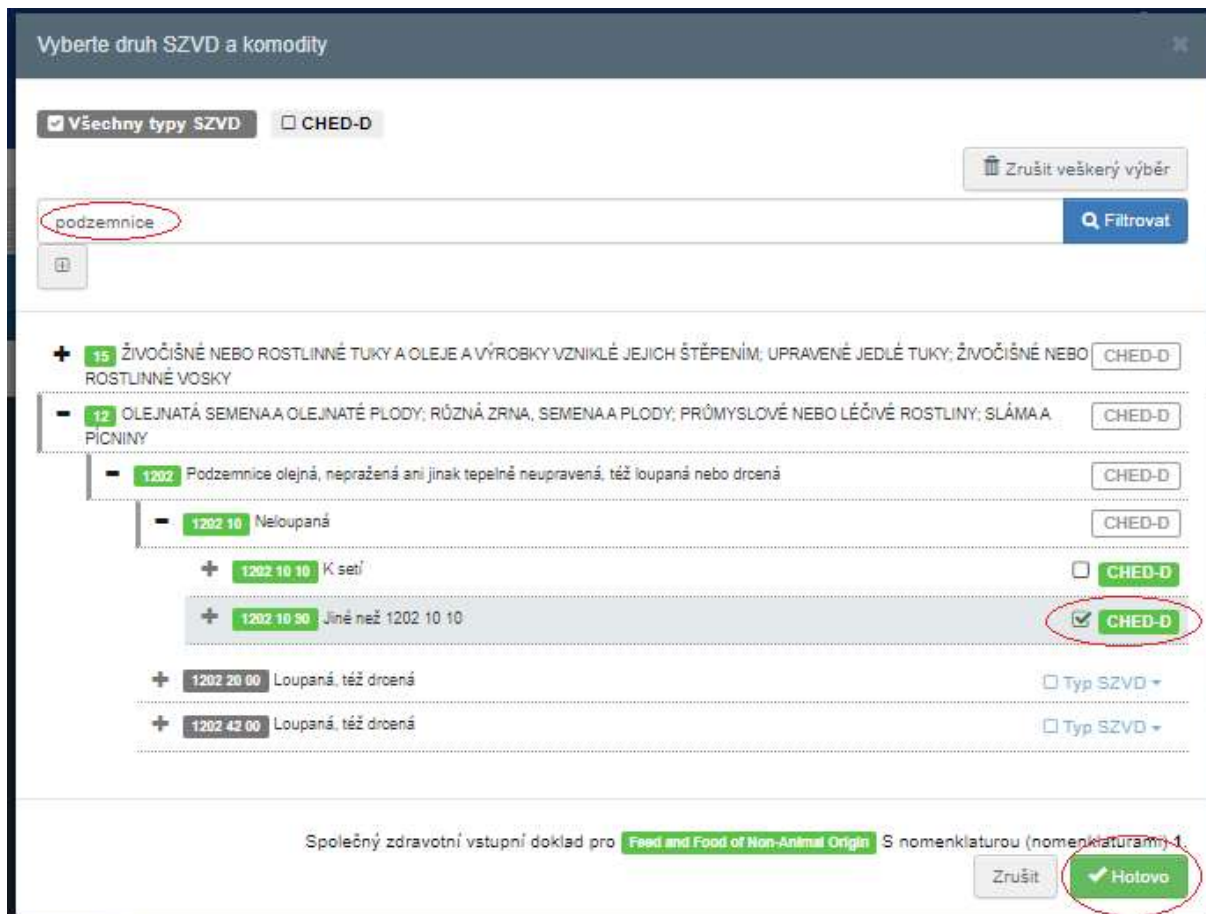 Vyberte druh SZVD a komodity
Všechny typy SZVD CHED-D
Zrušit veškerý výběr
podzemnice Filtrovat
15 ŽIVOČIŠNÉ NEBO ROSTLINNÉ TUKY A OLEJE A VÝROBKY VZNIKLÉ JEJICH ŠTĚPENÍM; UPRAVENÉ JEDLÉ TUKY; ŽIVOČIŠNÉ NEBO CHED-D
ROSTLINNÉ VOSKY
12 OLEJNATÁ SEMENA A OLEJNATÉ PLODY; RŮZNÁ ZRNA, SEMENA A PLODY; PRŮMYSLOVÉ NEBO LÉČIVÉ ROSTLINY; SLÁMA A CHED-D
PÍCNINY
1202 Podzemnice olejná, nepražená ani jinak tepelně neupravená, též loupaná nebo drcená CHED-D
1202 10 Neloupaná CHED-D
1202 10 10 K setí CHED-D
1202 10 90 Jiné než 1202 10 10 CHED-D
1202 20 00 Loupaná, též drcená Typ SZVD
1202 42 00 Loupaná, též drcená Typ SZVD
Společný zdravotní vstupní doklad pro Feed and Food of Non-Animal Origin S nomenklaturou (nomenklaturami) 1.
Zrušit Hotovo